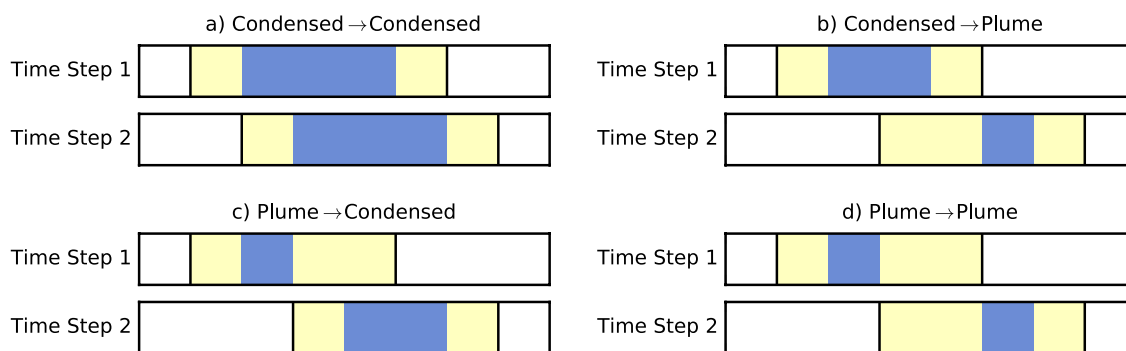 a) Condensed→Condensed
Time Step 1
Time Step 2
b) Condensed→Plume
Time Step 1
Time Step 2
c) Plume→Condensed
Time Step 1
Time Step 2
d) Plume→Plume
Time Step 1
Time Step 2